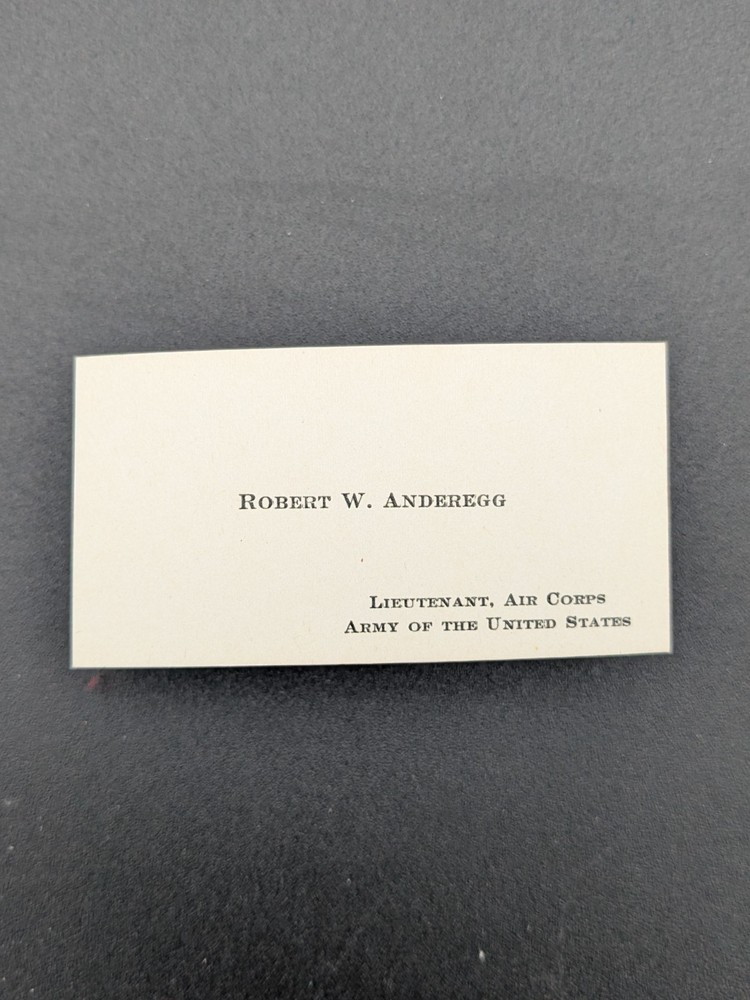 Robert W. Anderegg
Lieutenant, Air Corps
Army of the United States